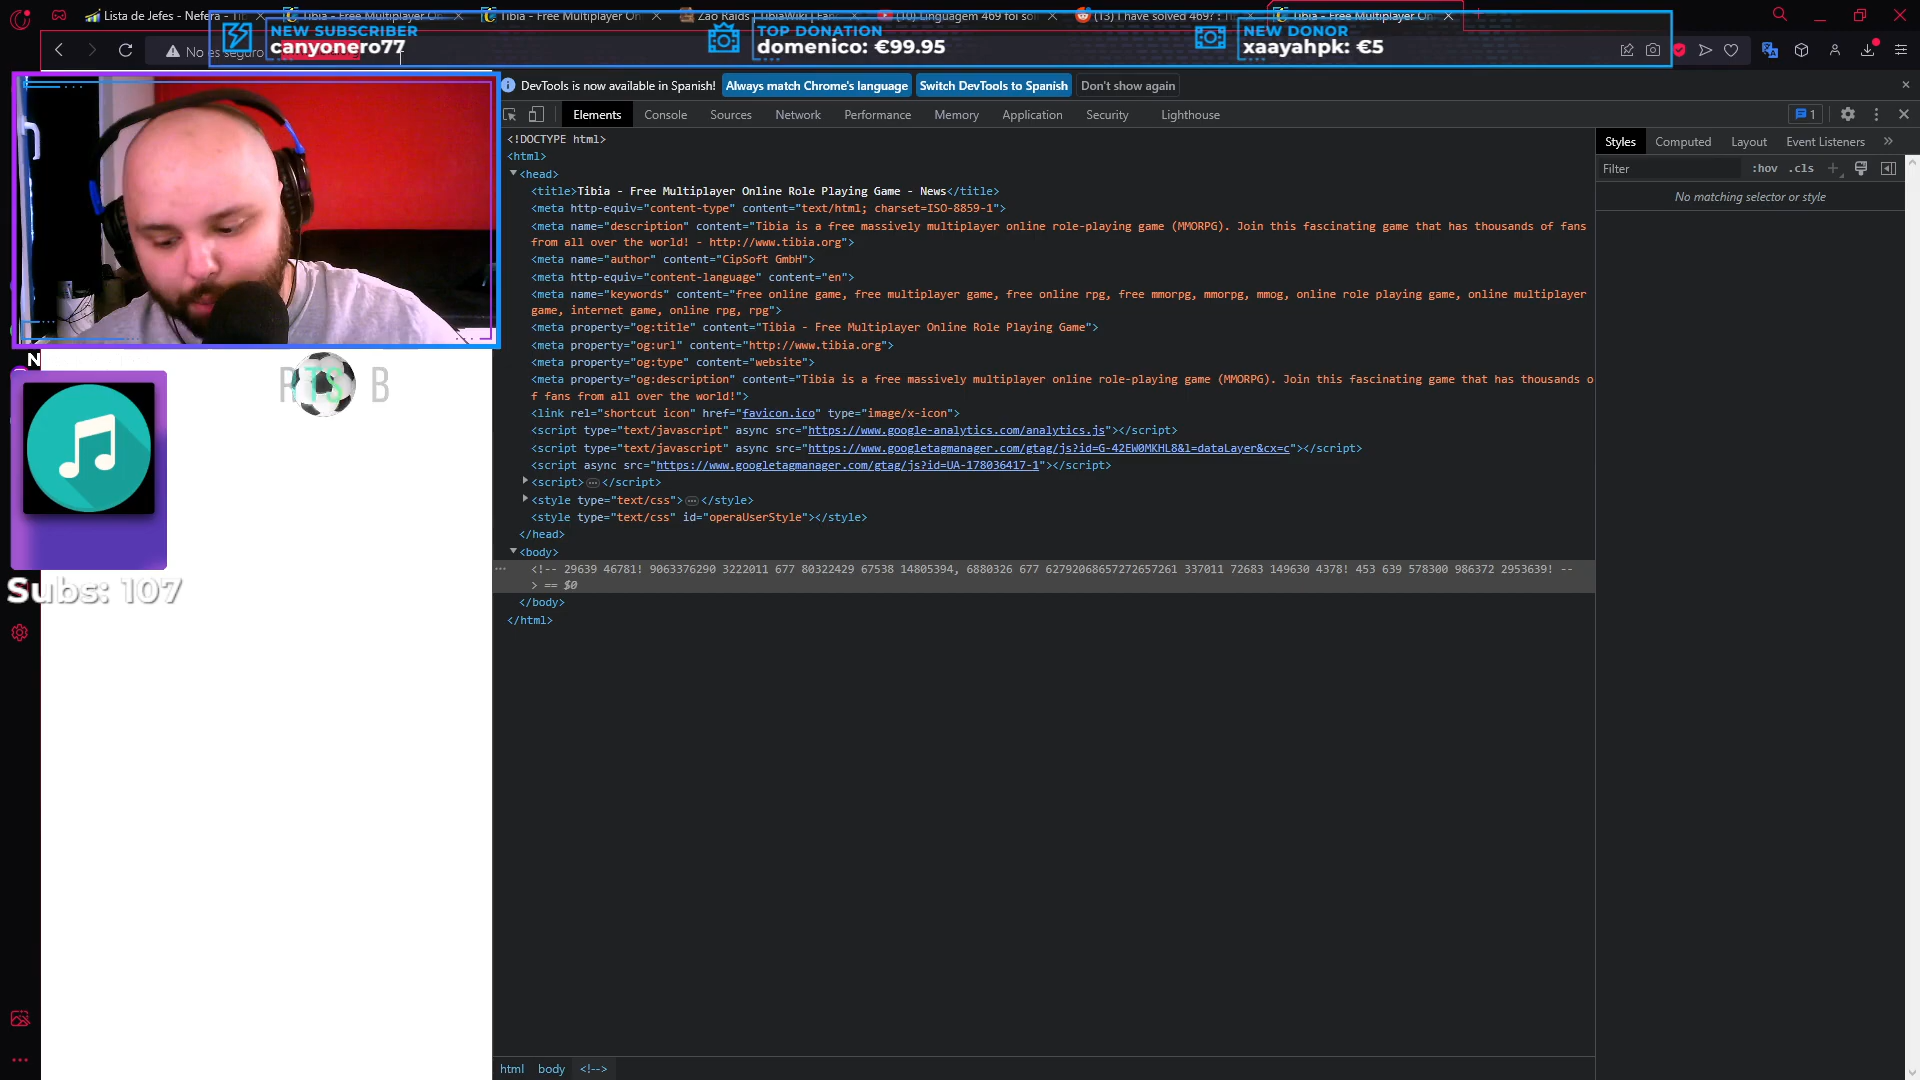 Lista de Jefes - Nefera - Tib
Tibia - Free Multiplayer On
Tibia - Free Multiplayer On
Zao Raids | TibiaWiki | Fan
(10) Linguagem 469 foi sol
(13) I have solved 469? : Ti
Tibia - Free Multiplayer On
No es seguro
NEW SUBSCRIBER
canyonero77
TOP DONATION
domenico: €99.95
NEW DONOR
xaayahpk: €5
DevTools is now available in Spanish!
Always match Chrome's language
Switch DevTools to Spanish
Don't show again
Elements
Console
Sources
Network
Performance
Memory
Application
Security
Lighthouse
1
<!DOCTYPE html>
<html>
<head>
<title>Tibia - Free Multiplayer Online Role Playing Game - News</title>
<meta http-equiv="content-type" content="text/html; charset=ISO-8859-1">
<meta name="description" content="Tibia is a free massively multiplayer online role-playing game (MMORPG). Join this fascinating game that has thousands of fans
from all over the world! - http://www.tibia.org">
<meta name="author" content="CipSoft GmbH">
<meta http-equiv="content-language" content="en">
<meta name="keywords" content="free online game, free multiplayer game, free online rpg, free mmorpg, mmorpg, mmog, online role playing game, online multiplayer
game, internet game, online rpg, rpg">
<meta property="og:title" content="Tibia - Free Multiplayer Online Role Playing Game">
<meta property="og:url" content="http://www.tibia.org">
<meta property="og:type" content="website">
<meta property="og:description" content="Tibia is a free massively multiplayer online role-playing game (MMORPG). Join this fascinating game that has thousands o
f fans from all over the world!">
<link rel="shortcut icon" href="favicon.ico" type="image/x-icon">
<script type="text/javascript" async src="https://www.google-analytics.com/analytics.js"></script>
<script type="text/javascript" async src="https://www.googletagmanager.com/gtag/js?id=G-42EW0MKHL8&l=dataLayer&cx=c"></script>
<script async src="https://www.googletagmanager.com/gtag/js?id=UA-178036417-1"></script>
<script>…</script>
<style type="text/css">…</style>
<style type="text/css" id="operaUserStyle"></style>
</head>
<body>
<!-- 29639 46781! 9063376290 3222011 677 80322429 67538 14805394, 6880326 677 62792068657272657261 337011 72683 149630 4378! 453 639 578300 986372 2953639! --
> == $0
</body>
</html>
Styles
Computed
Layout
Event Listeners
Filter
:hov
.cls
No matching selector or style
N
TS B
Subs: 107
html
body
<!-->